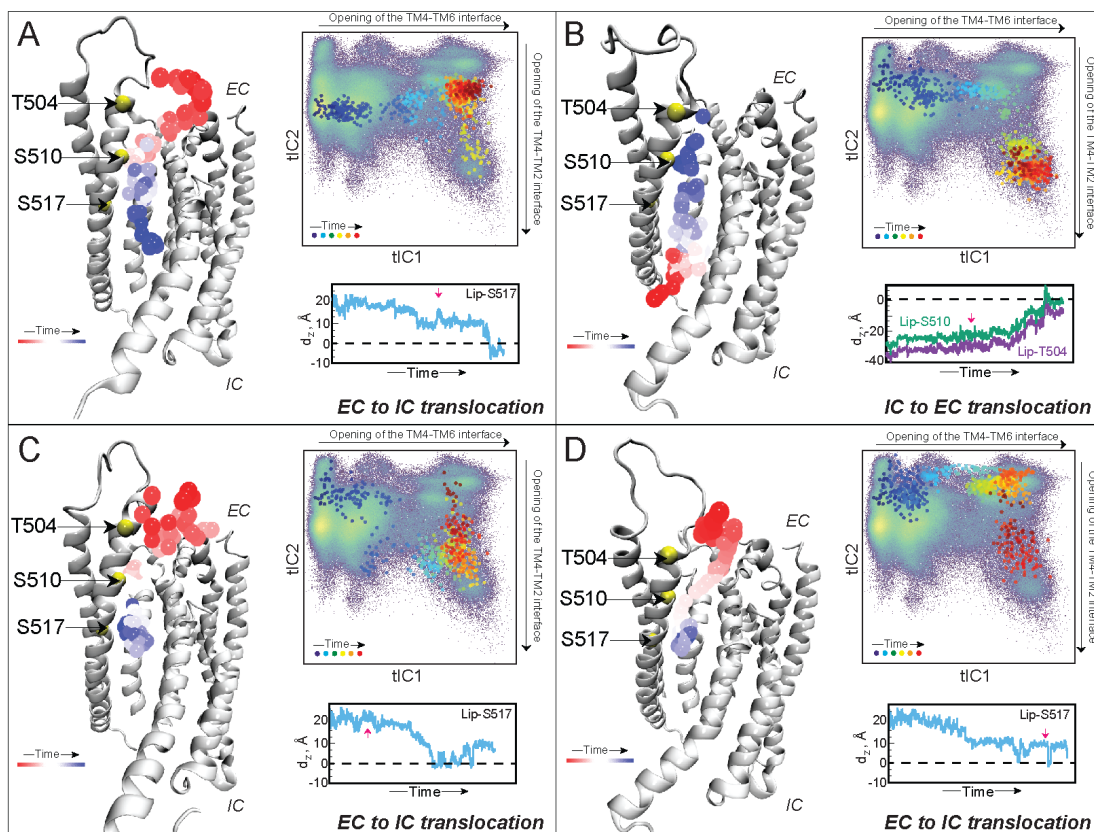 A
T504
S510
S517
EC
IC
Time
Opening of the TM4-TM6 interface
Opening of the TM4-TM2 interface
tIC2
Time
tIC1
20
10
0
-10
dz, Å
Lip-S517
Time
EC to IC translocation
B
T504
S510
S517
EC
IC
Time
Opening of the TM4-TM6 interface
Opening of the TM4-TM2 interface
tIC2
Time
tIC1
0
-20
-40
dz, Å
Lip-S510
Lip-T504
Time
IC to EC translocation
C
T504
S510
S517
EC
IC
Time
Opening of the TM4-TM6 interface
Opening of the TM4-TM2 interface
tIC2
Time
tIC1
20
10
0
-10
dz, Å
Lip-S517
Time
EC to IC translocation
D
T504
S510
S517
EC
IC
Time
Opening of the TM4-TM6 interface
Opening of the TM4-TM2 interface
tIC2
Time
tIC1
20
10
0
-10
dz, Å
Lip-S517
Time
EC to IC translocation